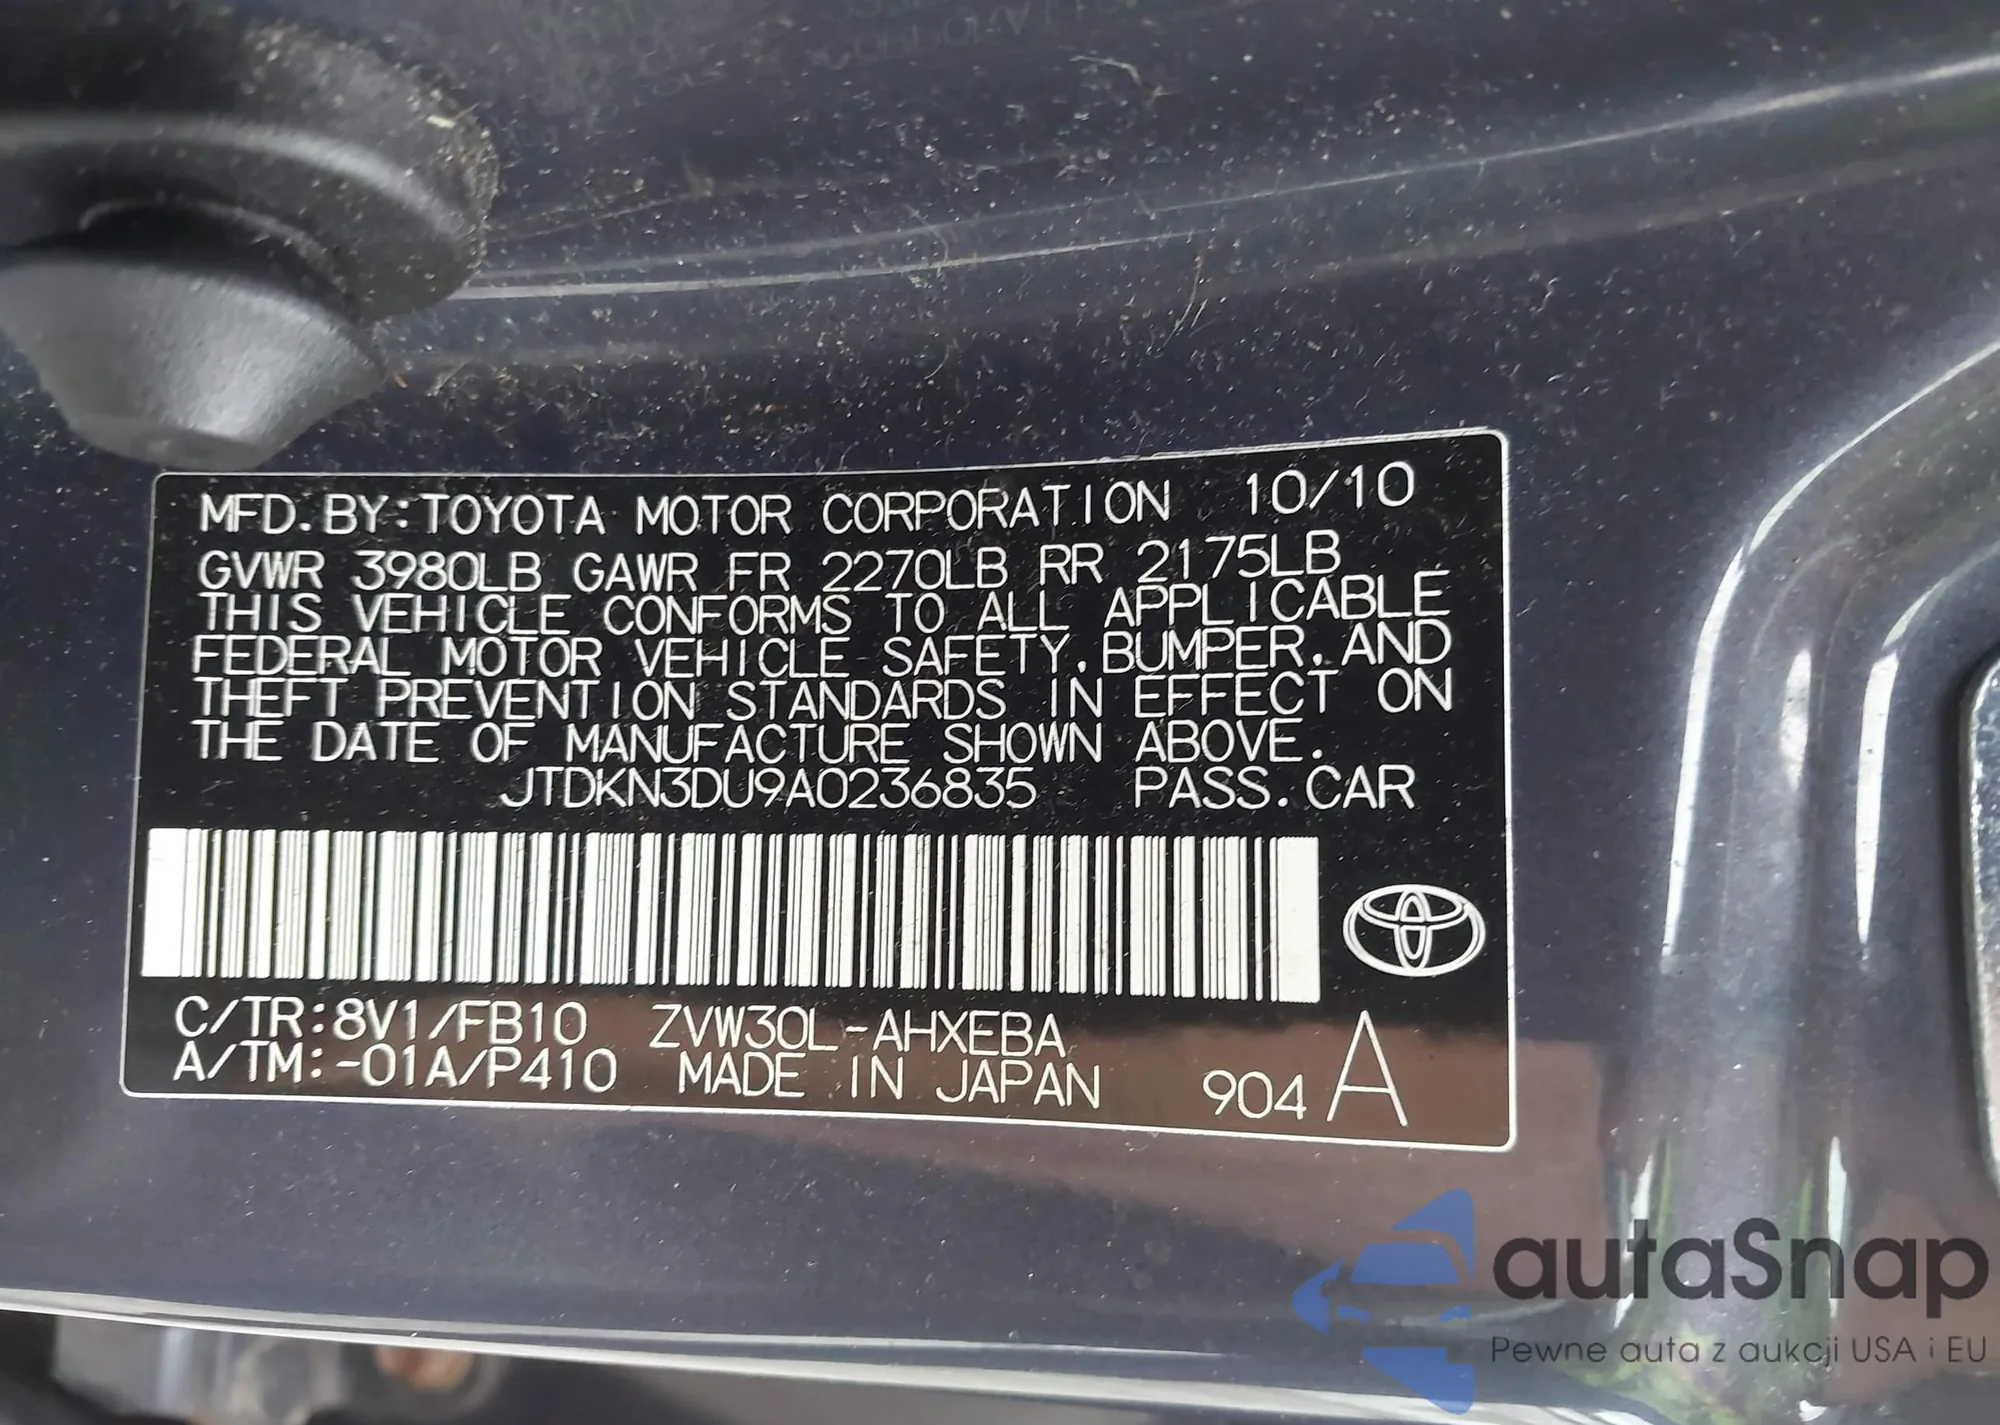 MFD. BY: TOYOTA MOTOR CORPORATION 10/10
GVWR 3980LB GAWR FR 2270LB RR 2175LB
THIS VEHICLE CONFORMS TO ALL APPLICABLE
FEDERAL MOTOR VEHICLE SAFETY, BUMPER, AND
THEFT PREVENTION STANDARDS IN EFFECT ON
THE DATE OF MANUFACTURE SHOWN ABOVE.
JTDKN3DU9A0236835 PASS. CAR
C/TR: 8V1/FB10 ZVW30L-AHXEBA
A/TM: -01A/P410 MADE IN JAPAN 904 A
autaSnap
Pewne auta z aukcji USA i EU